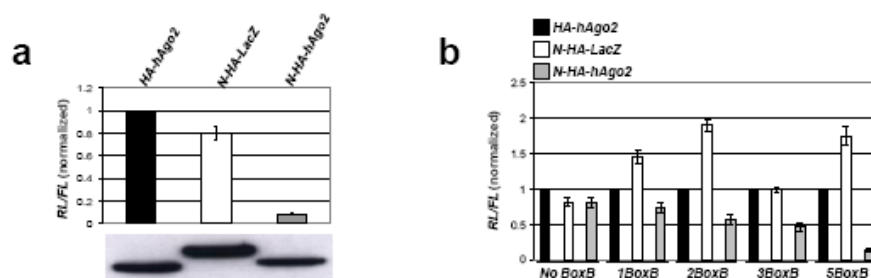 a
HA-hAgo2
N-HA-LacZ
N-HA-hAgo2
RL/FL (normalized)
1.2
1
0.8
0.6
0.4
0.2
0
b
HA-hAgo2
N-HA-LacZ
N-HA-hAgo2
RL/FL (normalized)
2.5
2
1.5
1
0.5
0
No BoxB 1BoxB 2BoxB 3BoxB 5BoxB